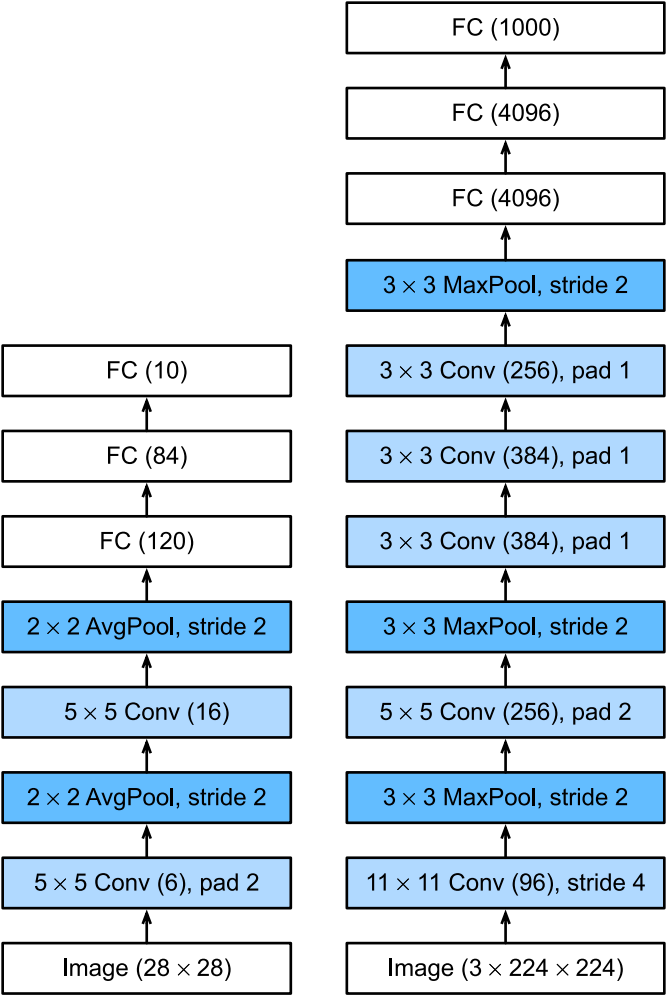 FC (10)
FC (84)
FC (120)
2 × 2 AvgPool, stride 2
5 × 5 Conv (16)
2 × 2 AvgPool, stride 2
5 × 5 Conv (6), pad 2
Image (28 × 28)
FC (1000)
FC (4096)
FC (4096)
3 × 3 MaxPool, stride 2
3 × 3 Conv (256), pad 1
3 × 3 Conv (384), pad 1
3 × 3 Conv (384), pad 1
3 × 3 MaxPool, stride 2
5 × 5 Conv (256), pad 2
3 × 3 MaxPool, stride 2
11 × 11 Conv (96), stride 4
Image (3 × 224 × 224)